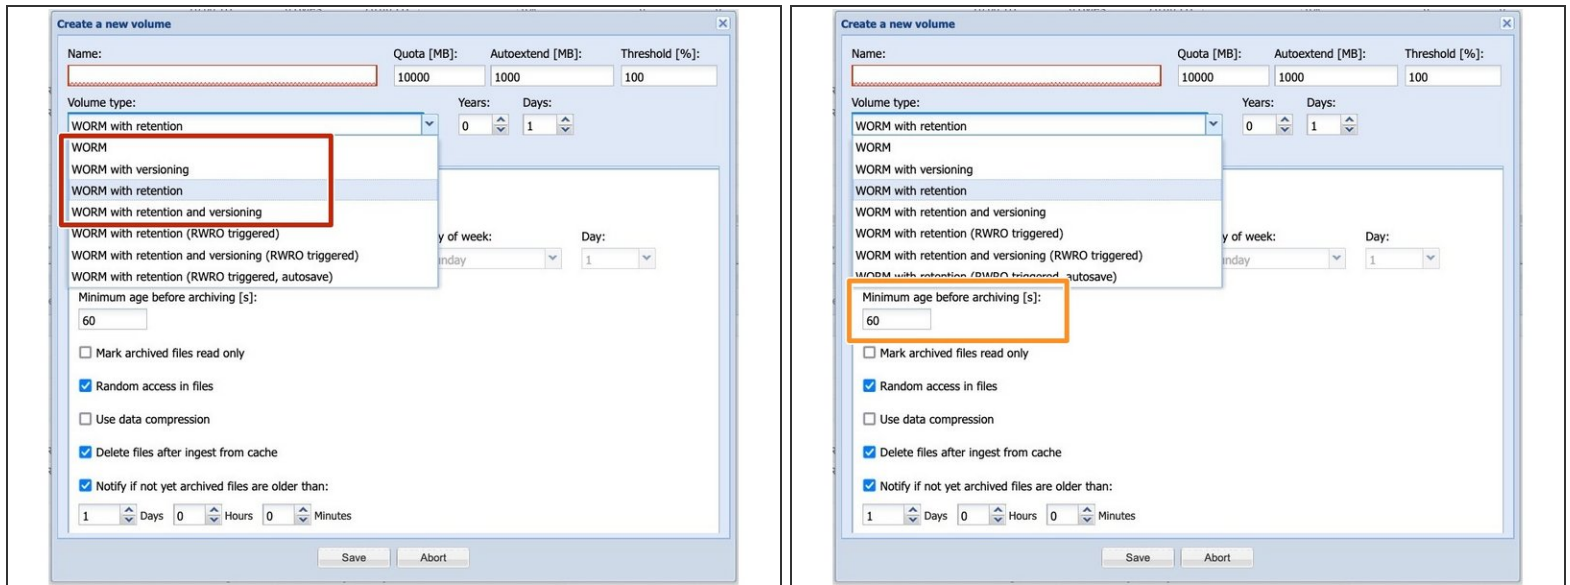 Create a new volume
Name: Quota [MB]: Autoextend [MB]: Threshold [%]:
10000 1000 100
Volume type: Years: Days:
WORM with retention 0 1
WORM
WORM with versioning
WORM with retention
WORM with retention and versioning
WORM with retention (RWRO triggered)
y of week: Day:
WORM with retention and versioning (RWRO triggered)
nday 1
WORM with retention (RWRO triggered, autosave)
Minimum age before archiving [s]:
60
Mark archived files read only
Random access in files
Use data compression
Delete files after ingest from cache
Notify if not yet archived files are older than:
1 Days 0 Hours 0 Minutes
Save Abort
Create a new volume
Name: Quota [MB]: Autoextend [MB]: Threshold [%]:
10000 1000 100
Volume type: Years: Days:
WORM with retention 0 1
WORM
WORM with versioning
WORM with retention
WORM with retention and versioning
WORM with retention (RWRO triggered)
y of week: Day:
WORM with retention and versioning (RWRO triggered)
nday 1
WORM with retention (RWRO triggered, autosave)
Minimum age before archiving [s]:
60
Mark archived files read only
Random access in files
Use data compression
Delete files after ingest from cache
Notify if not yet archived files are older than:
1 Days 0 Hours 0 Minutes
Save Abort